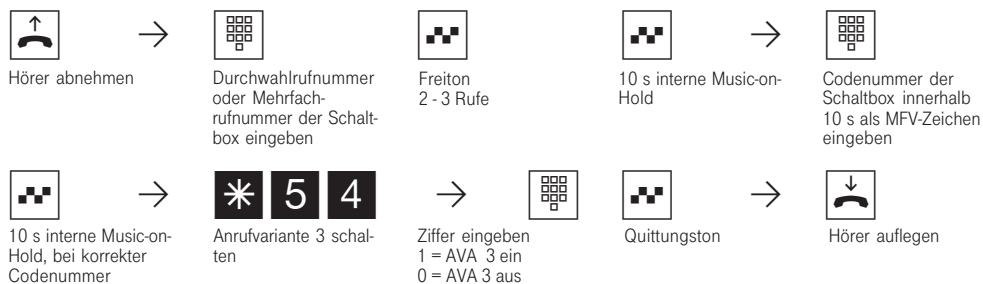 Hörer abnehmen
Durchwahlrufnummer
oder Mehrfach-
rufnummer der Schalt-
box eingeben
Freiton
2 - 3 Rufe
10 s interne Music-on-
Hold
Codenummer der
Schaltbox innerhalb
10 s als MFV-Zeichen
eingeben
10 s interne Music-on-
Hold, bei korrekter
Codenummer
* 5 4
Anrufvariante 3 schal-
ten
Ziffer eingeben
1 = AVA 3 ein
0 = AVA 3 aus
Quittungston
Hörer auflegen